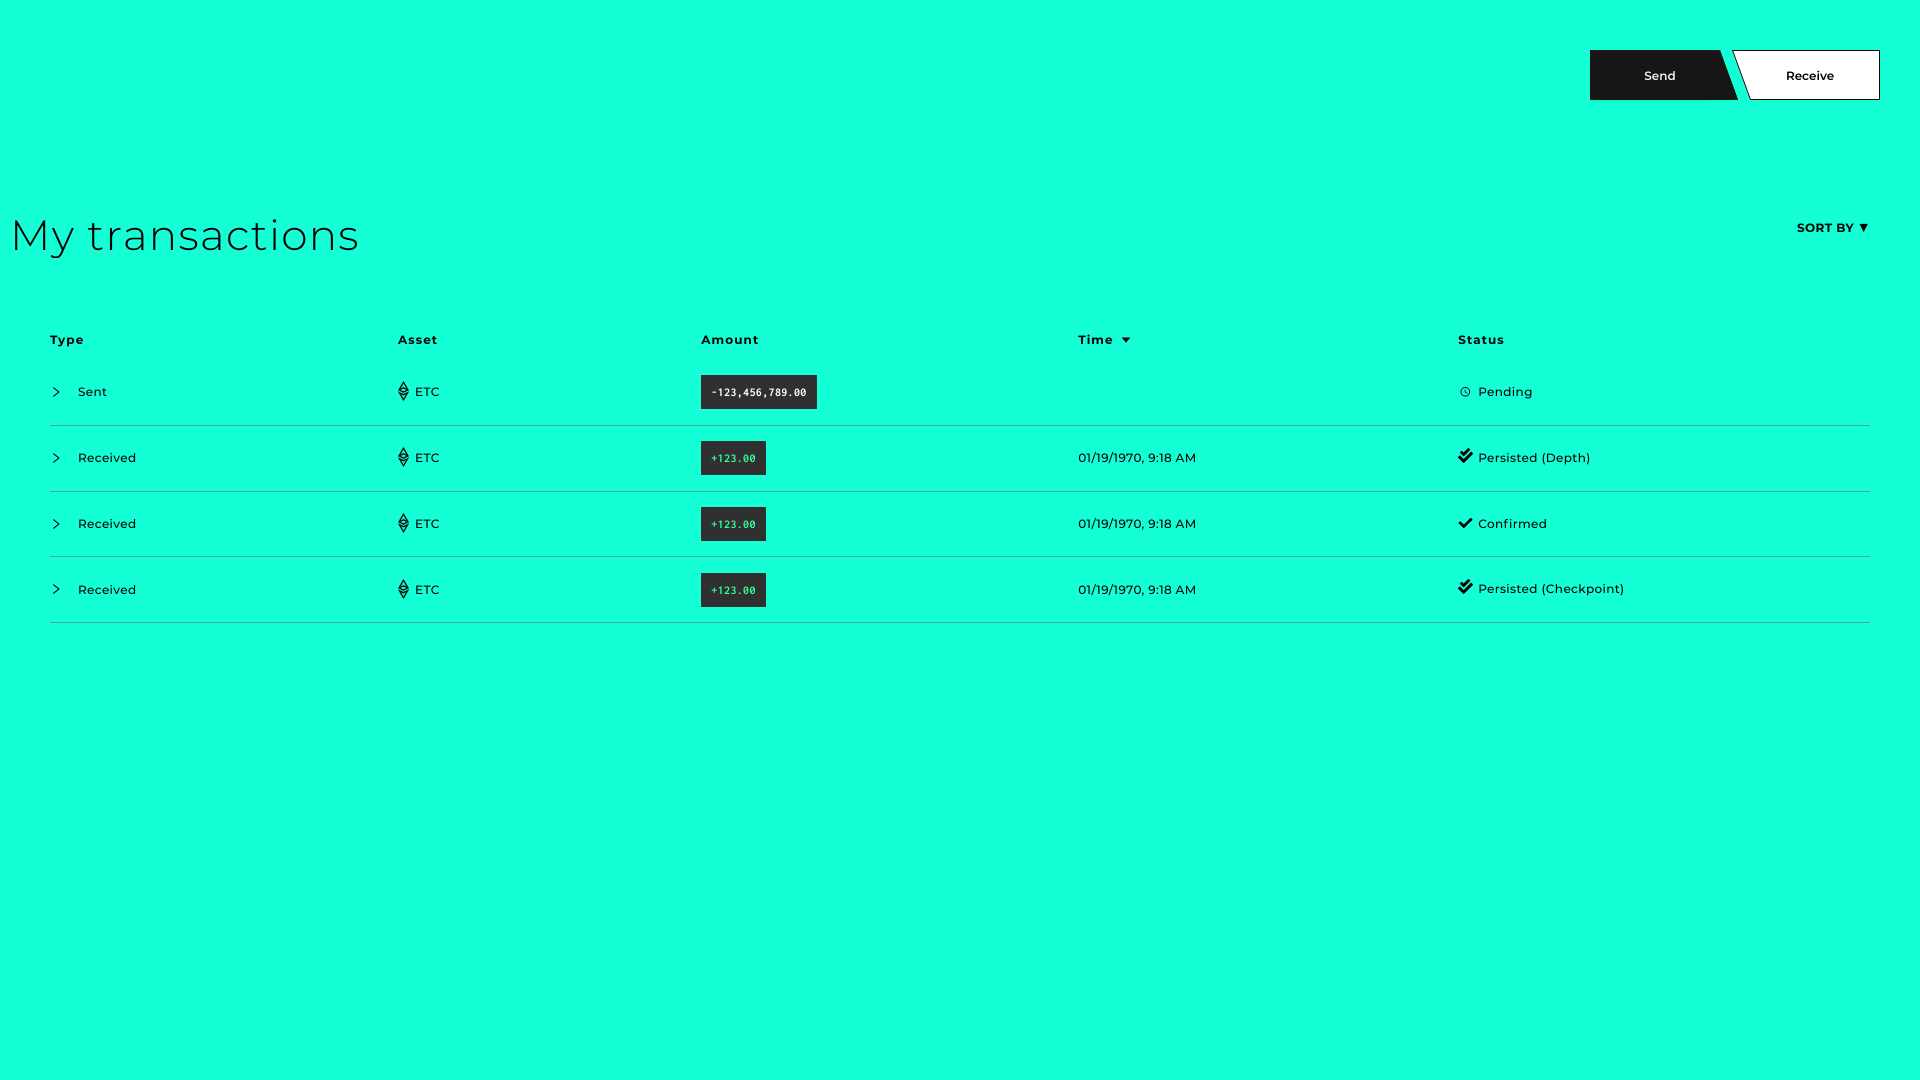 Send Receive
My transactions
SORT BY ▼
Type Asset Amount Time Status
Sent ETC -123,456,789.00 Pending
Received ETC +123.00 01/19/1970, 9:18 AM Persisted (Depth)
Received ETC +123.00 01/19/1970, 9:18 AM Confirmed
Received ETC +123.00 01/19/1970, 9:18 AM Persisted (Checkpoint)